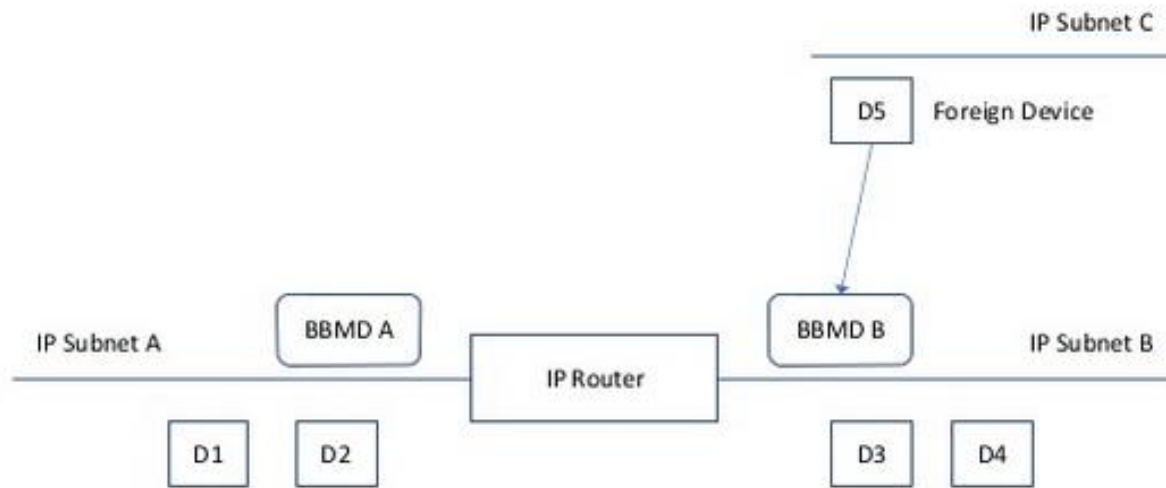 IP Subnet C
D5
Foreign Device
BBMD A
BBMD B
IP Subnet A
IP Router
IP Subnet B
D1
D2
D3
D4